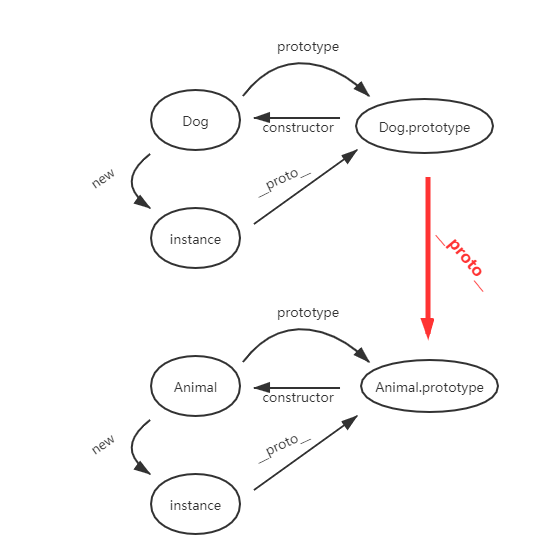 prototype
Dog
constructor
Dog.prototype
new
__proto__
instance
__proto__
prototype
Animal
constructor
Animal.prototype
new
__proto__
instance